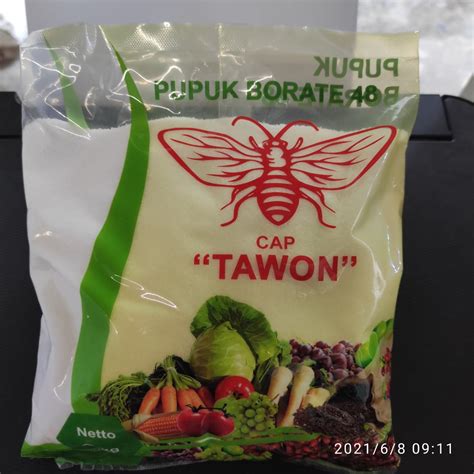 PUPUK
PUPUK BORATE 48
CAP
“TAWON”
Netto
2021/6/8 09:11